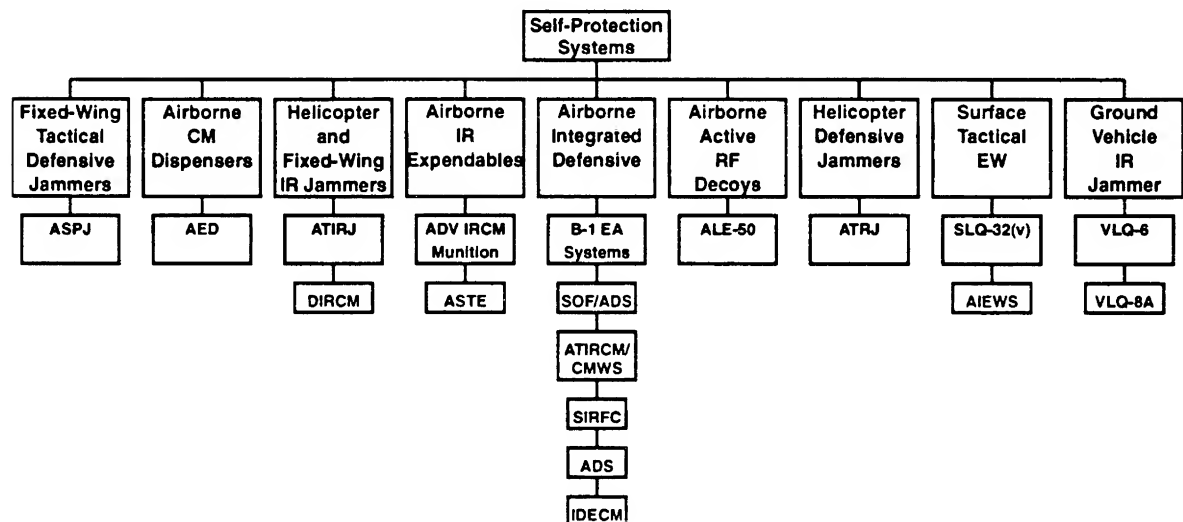 Self-Protection
Systems
Fixed-Wing
Tactical
Defensive
Jammers
Airborne
CM
Dispensers
Helicopter
and
Fixed-Wing
IR Jammers
Airborne
IR
Expendables
Airborne
Integrated
Defensive
Airborne
Active
RF
Decoys
Helicopter
Defensive
Jammers
Surface
Tactical
EW
Ground
Vehicle
IR
Jammer
ASPJ
AED
ATIRJ
ADV IRCM
Munition
B-1 EA
Systems
ALE-50
ATRJ
SLQ-32(v)
VLQ-6
DIRCM
ASTE
SOF/ADS
AIEWS
VLQ-8A
ATIRCM/
CMWS
SIRFC
ADS
IDECM